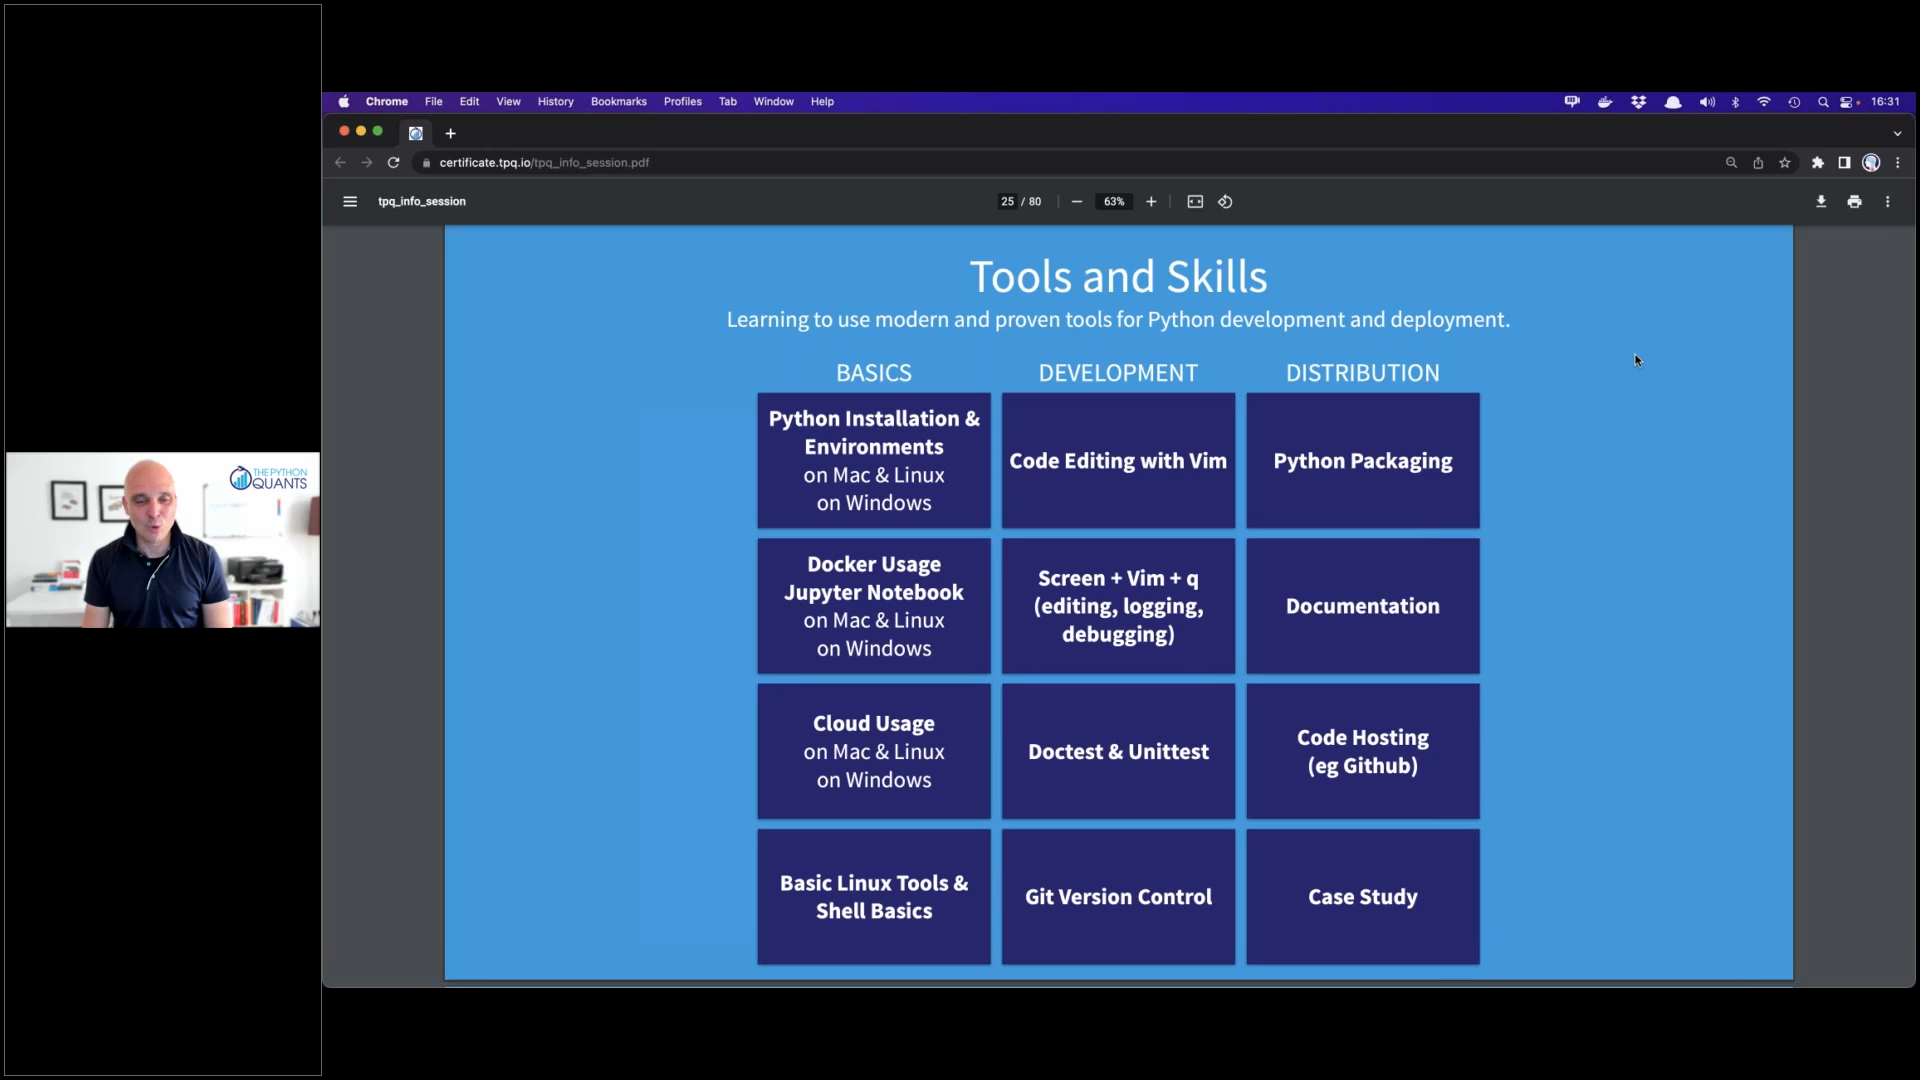 Chrome File Edit View History Bookmarks Profiles Tab Window Help 16:31
certificate.tpq.io/tpq_info_session.pdf
tpq_info_session 25 / 80 63%
Tools and Skills
Learning to use modern and proven tools for Python development and deployment.
BASICS DEVELOPMENT DISTRIBUTION
Python Installation &
Environments
on Mac & Linux
on Windows
Code Editing with Vim
Python Packaging
Docker Usage
Jupyter Notebook
on Mac & Linux
on Windows
Screen + Vim + q
(editing, logging,
debugging)
Documentation
Cloud Usage
on Mac & Linux
on Windows
Doctest & Unittest
Code Hosting
(eg Github)
Basic Linux Tools &
Shell Basics
Git Version Control
Case Study
THE PYTHON
QUANTS